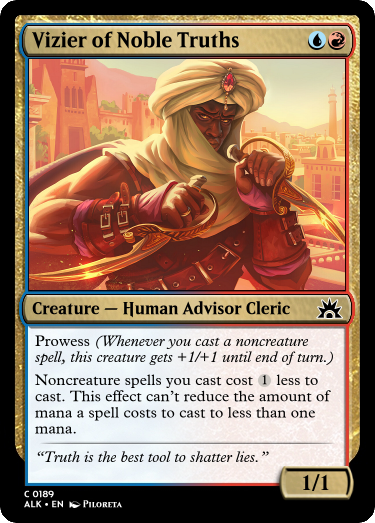 Vizier of Noble Truths
Creature — Human Advisor Cleric
Prowess (Whenever you cast a noncreature
spell, this creature gets +1/+1 until end of turn.)
Noncreature spells you cast cost 1 less to
cast. This effect can’t reduce the amount of
mana a spell costs to cast to less than one
mana.
“Truth is the best tool to shatter lies.”
1/1
C 0189
ALK • EN Piloreta